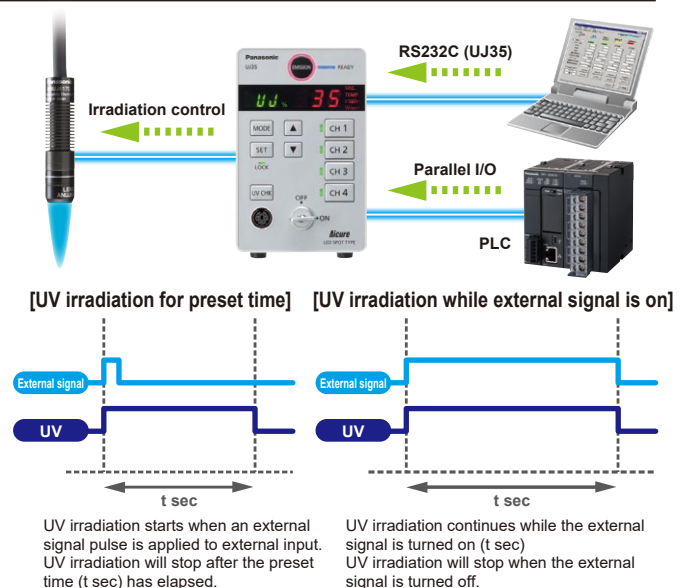 RS232C (UJ35)
Panasonic
UJ35
EMISSION
READY
Irradiation control
UJ % 35
MODE
CH 1
SET
CH 2
LOCK
CH 3
UV CHK
CH 4
OFF
ON
Aicure
LED SPOT TYPE
Parallel I/O
PLC
[UV irradiation for preset time]
[UV irradiation while external signal is on]
External signal
UV
t sec
External signal
UV
t sec
UV irradiation starts when an external
signal pulse is applied to external input.
UV irradiation will stop after the preset
time (t sec) has elapsed.
UV irradiation continues while the external
signal is turned on (t sec)
UV irradiation will stop when the external
signal is turned off.